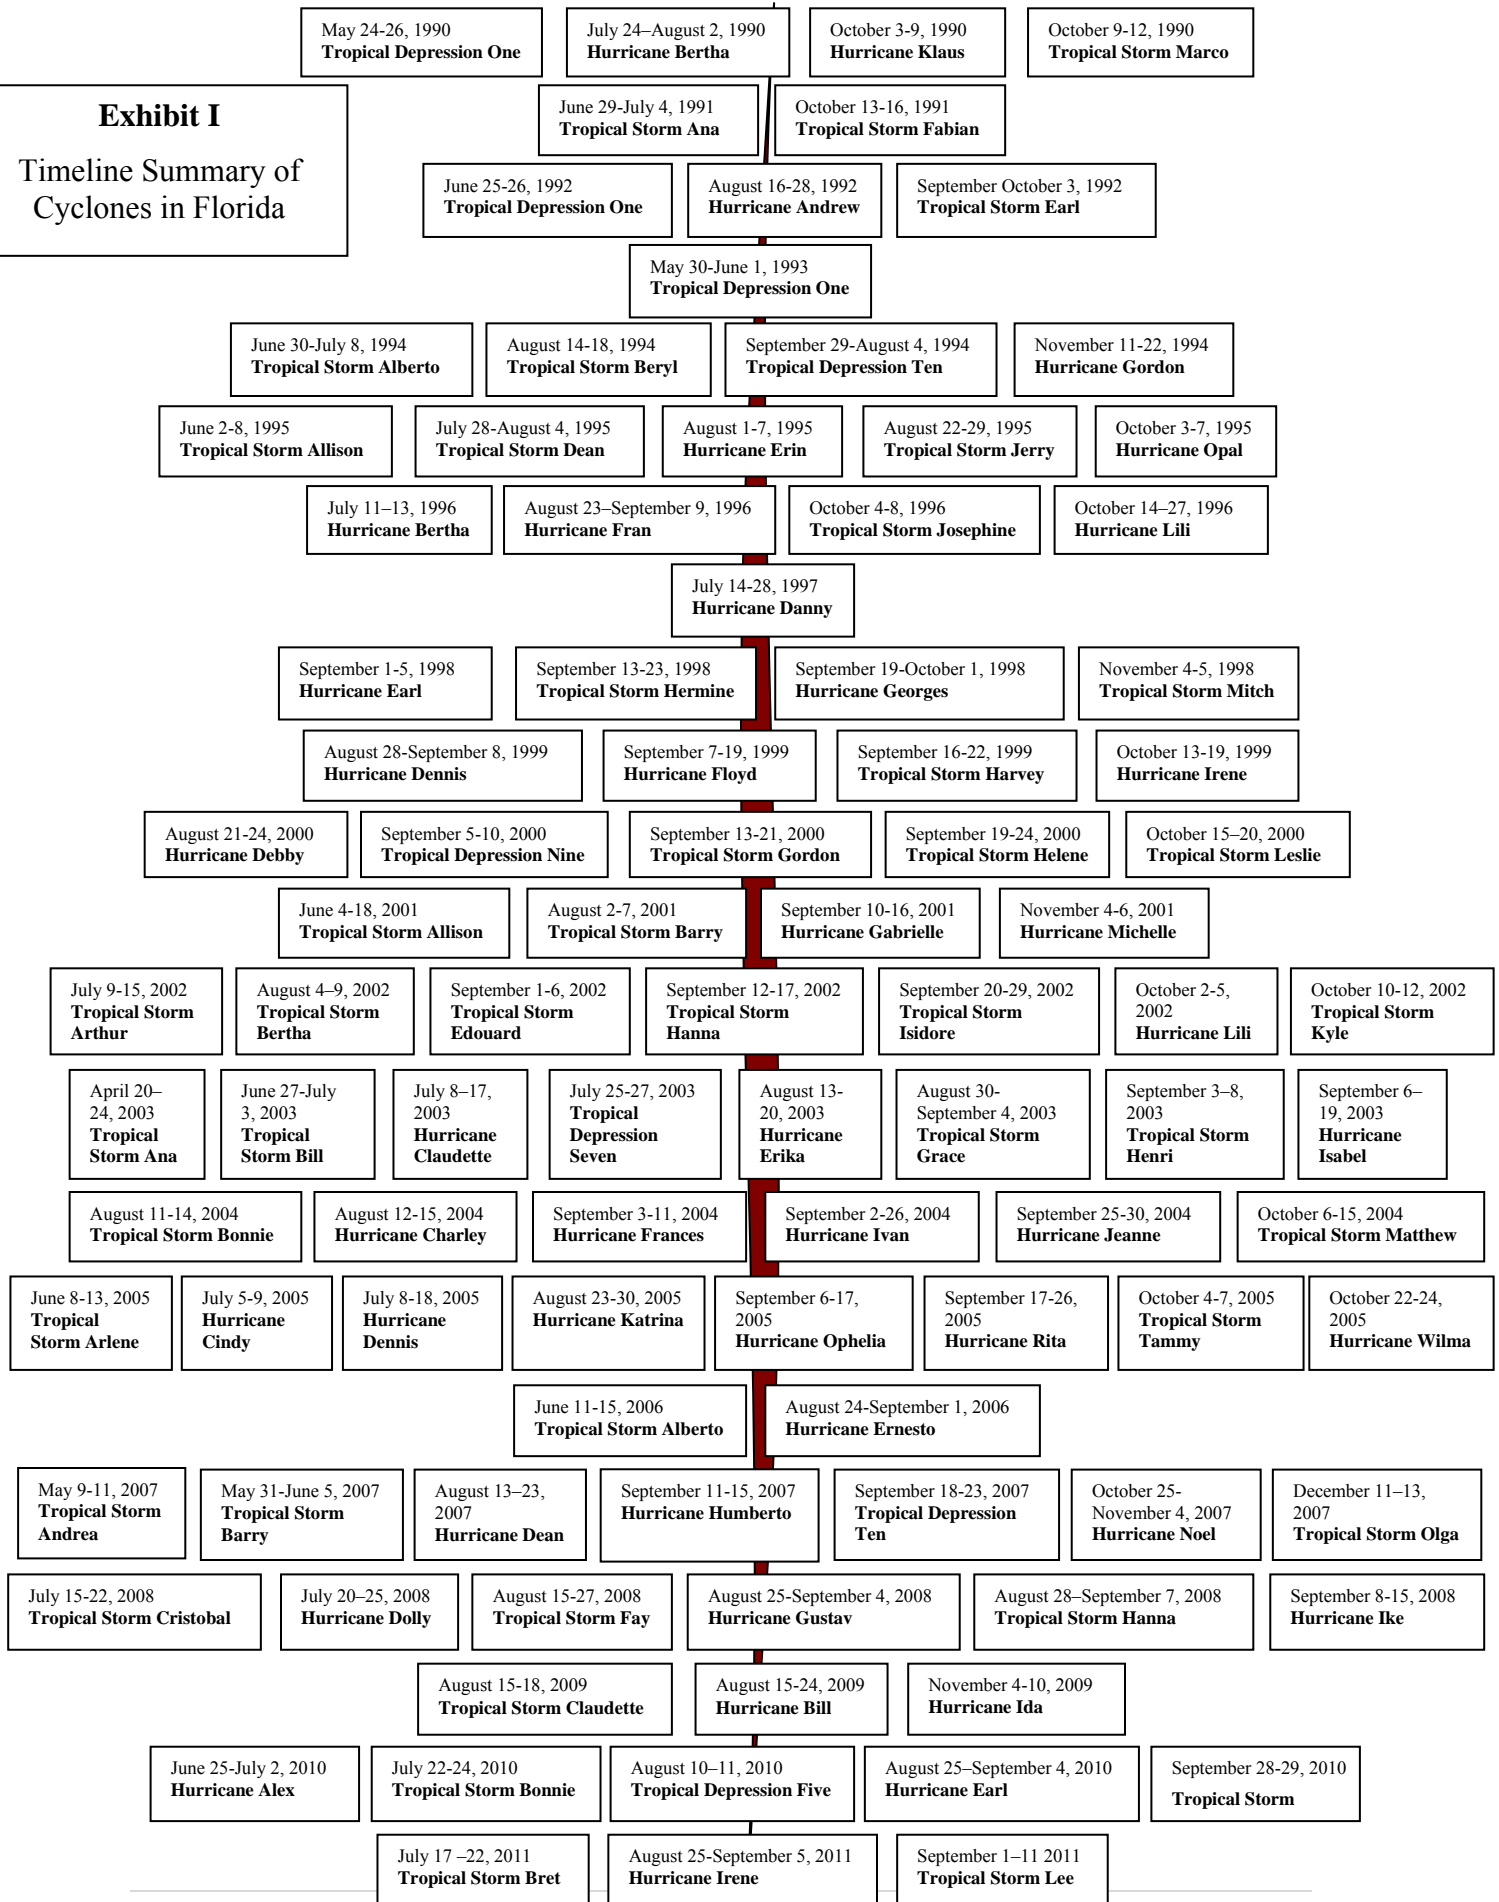 May 24-26, 1990
Tropical Depression One
July 24–August 2, 1990
Hurricane Bertha
October 3-9, 1990
Hurricane Klaus
October 9-12, 1990
Tropical Storm Marco
Exhibit I
Timeline Summary of
Cyclones in Florida
June 29-July 4, 1991
Tropical Storm Ana
October 13-16, 1991
Tropical Storm Fabian
June 25-26, 1992
Tropical Depression One
August 16-28, 1992
Hurricane Andrew
September October 3, 1992
Tropical Storm Earl
May 30-June 1, 1993
Tropical Depression One
June 30-July 8, 1994
Tropical Storm Alberto
August 14-18, 1994
Tropical Storm Beryl
September 29-August 4, 1994
Tropical Depression Ten
November 11-22, 1994
Hurricane Gordon
June 2-8, 1995
Tropical Storm Allison
July 28-August 4, 1995
Tropical Storm Dean
August 1-7, 1995
Hurricane Erin
August 22-29, 1995
Tropical Storm Jerry
October 3-7, 1995
Hurricane Opal
July 11–13, 1996
Hurricane Bertha
August 23–September 9, 1996
Hurricane Fran
October 4-8, 1996
Tropical Storm Josephine
October 14–27, 1996
Hurricane Lili
July 14-28, 1997
Hurricane Danny
September 1-5, 1998
Hurricane Earl
September 13-23, 1998
Tropical Storm Hermine
September 19-October 1, 1998
Hurricane Georges
November 4-5, 1998
Tropical Storm Mitch
August 28-September 8, 1999
Hurricane Dennis
September 7-19, 1999
Hurricane Floyd
September 16-22, 1999
Tropical Storm Harvey
October 13-19, 1999
Hurricane Irene
August 21-24, 2000
Hurricane Debby
September 5-10, 2000
Tropical Depression Nine
September 13-21, 2000
Tropical Storm Gordon
September 19-24, 2000
Tropical Storm Helene
October 15–20, 2000
Tropical Storm Leslie
June 4-18, 2001
Tropical Storm Allison
August 2-7, 2001
Tropical Storm Barry
September 10-16, 2001
Hurricane Gabrielle
November 4-6, 2001
Hurricane Michelle
July 9-15, 2002
Tropical Storm
Arthur
August 4–9, 2002
Tropical Storm
Bertha
September 1-6, 2002
Tropical Storm
Edouard
September 12-17, 2002
Tropical Storm
Hanna
September 20-29, 2002
Tropical Storm
Isidore
October 2-5,
2002
Hurricane Lili
October 10-12, 2002
Tropical Storm
Kyle
April 20–
24, 2003
Tropical
Storm Ana
June 27-July
3, 2003
Tropical
Storm Bill
July 8–17,
2003
Hurricane
Claudette
July 25-27, 2003
Tropical
Depression
Seven
August 13-
20, 2003
Hurricane
Erika
August 30-
September 4, 2003
Tropical Storm
Grace
September 3–8,
2003
Tropical Storm
Henri
September 6–
19, 2003
Hurricane
Isabel
August 11-14, 2004
Tropical Storm Bonnie
August 12-15, 2004
Hurricane Charley
September 3-11, 2004
Hurricane Frances
September 2-26, 2004
Hurricane Ivan
September 25-30, 2004
Hurricane Jeanne
October 6-15, 2004
Tropical Storm Matthew
June 8-13, 2005
Tropical
Storm Arlene
July 5-9, 2005
Hurricane
Cindy
July 8-18, 2005
Hurricane
Dennis
August 23-30, 2005
Hurricane Katrina
September 6-17,
2005
Hurricane Ophelia
September 17-26,
2005
Hurricane Rita
October 4-7, 2005
Tropical Storm
Tammy
October 22-24,
2005
Hurricane Wilma
June 11-15, 2006
Tropical Storm Alberto
August 24-September 1, 2006
Hurricane Ernesto
May 9-11, 2007
Tropical Storm
Andrea
May 31-June 5, 2007
Tropical Storm
Barry
August 13–23,
2007
Hurricane Dean
September 11-15, 2007
Hurricane Humberto
September 18-23, 2007
Tropical Depression
Ten
October 25-
November 4, 2007
Hurricane Noel
December 11–13,
2007
Tropical Storm Olga
July 15-22, 2008
Tropical Storm Cristobal
July 20–25, 2008
Hurricane Dolly
August 15-27, 2008
Tropical Storm Fay
August 25-September 4, 2008
Hurricane Gustav
August 28–September 7, 2008
Tropical Storm Hanna
September 8-15, 2008
Hurricane Ike
August 15-18, 2009
Tropical Storm Claudette
August 15-24, 2009
Hurricane Bill
November 4-10, 2009
Hurricane Ida
June 25-July 2, 2010
Hurricane Alex
July 22-24, 2010
Tropical Storm Bonnie
August 10–11, 2010
Tropical Depression Five
August 25–September 4, 2010
Hurricane Earl
September 28-29, 2010
Tropical Storm
July 17 –22, 2011
Tropical Storm Bret
August 25-September 5, 2011
Hurricane Irene
September 1–11 2011
Tropical Storm Lee